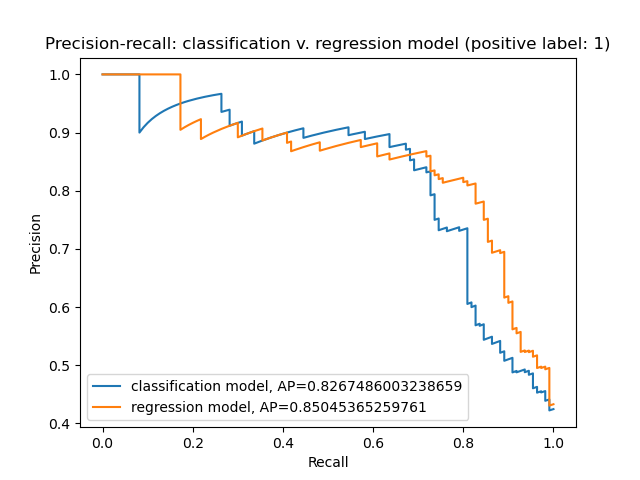 Precision-recall: classification v. regression model (positive label: 1)
1.0
0.9
0.8
0.7
0.6
0.5
0.4
Precision
classification model, AP=0.8267486003238659
regression model, AP=0.85045365259761
0.0 0.2 0.4 0.6 0.8 1.0
Recall